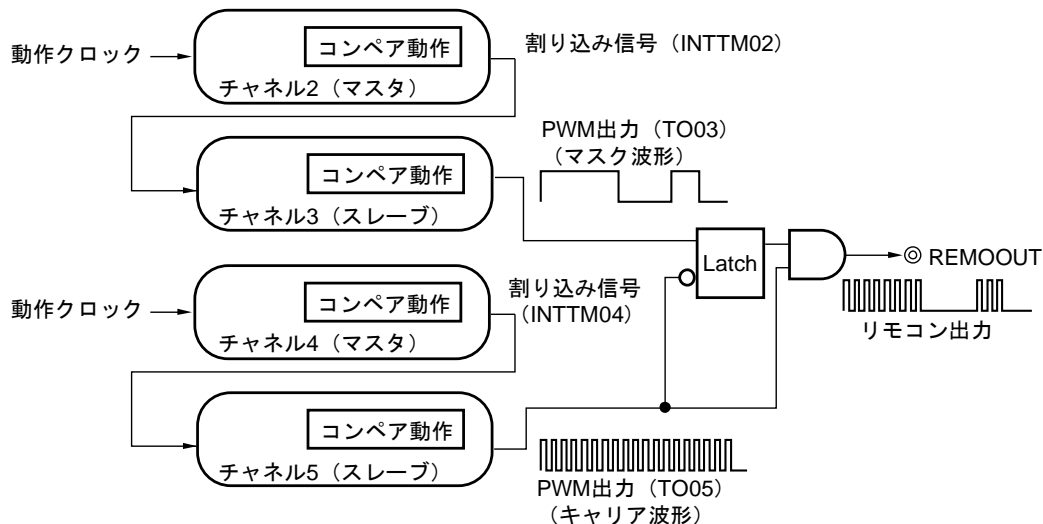 コンペア動作
動作クロック
チャネル2（マスタ）
割り込み信号（INTTM02）
コンペア動作
チャネル3（スレーブ）
PWM出力（TO03）
（マスク波形）
Latch
REMOOUT
リモコン出力
コンペア動作
動作クロック
チャネル4（マスタ）
割り込み信号
（INTTM04）
コンペア動作
チャネル5（スレーブ）
PWM出力（TO05）
（キャリア波形）